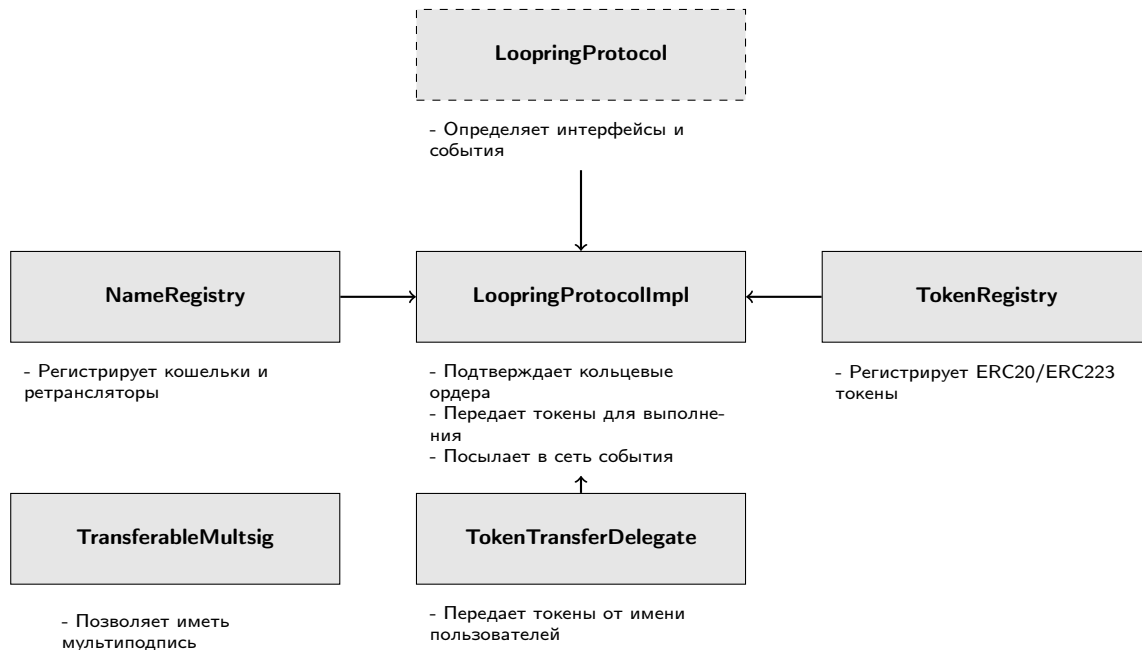 LoopringProtocol
- Определяет интерфейсы и
события
NameRegistry
LoopringProtocolImpl
TokenRegistry
- Регистрирует кошельки и
ретрансляторы
- Подтверждает кольцевые
ордера
- Передает токены для выполне-
ния
- Посылает в сеть события
- Регистрирует ERC20/ERC223
токены
TransferableMultsig
TokenTransferDelegate
- Позволяет иметь
мультиподпись
- Передает токены от имени
пользователей